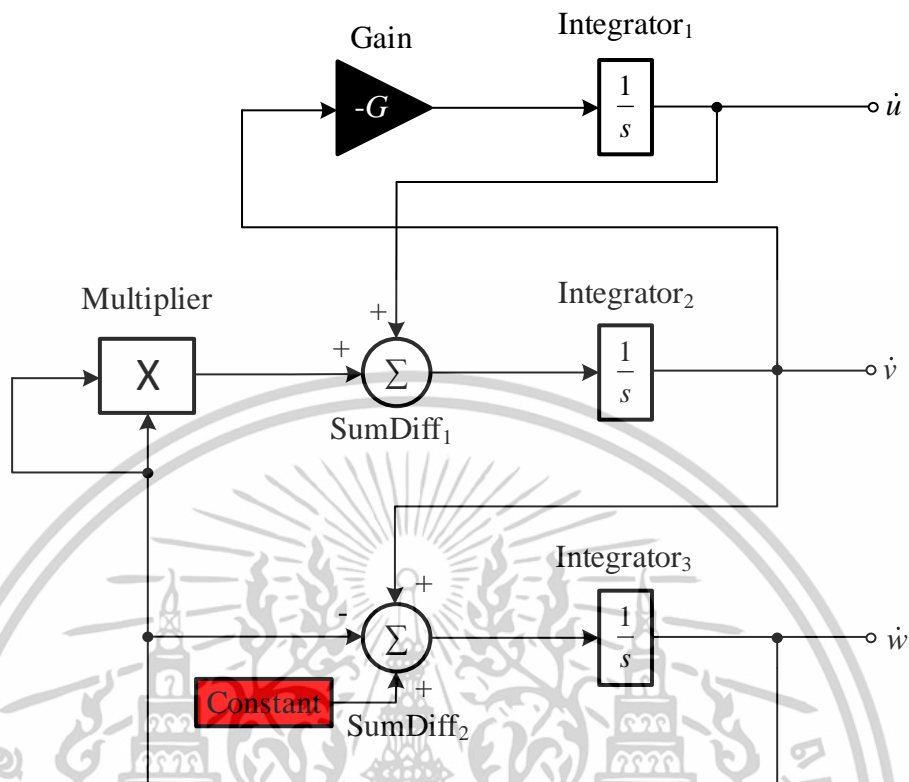 Integrator₁
Gain
-G
1
s
u̇
Multiplier
Integrator₂
+
+
X
Σ
1
s
v̇
SumDiff₁
Integrator₃
+
-
Σ
1
s
ẇ
Constant
+
SumDiff₂